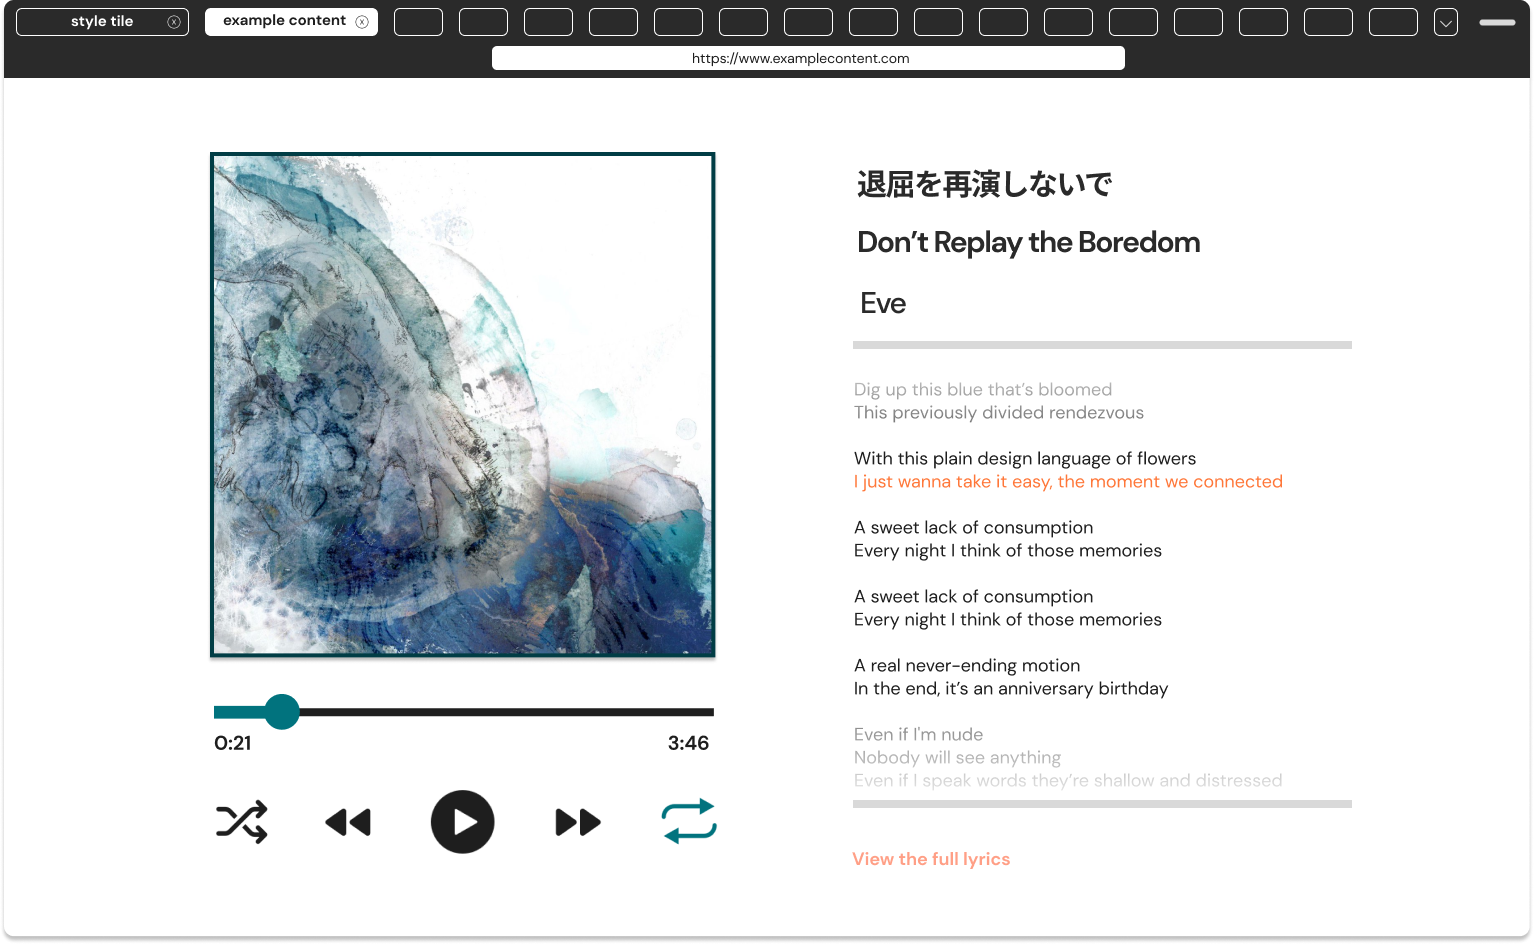 style tile
example content
https://www.examplecontent.com
退屈を再演しないで
Don’t Replay the Boredom
Eve
Dig up this blue that’s bloomed
This previously divided rendezvous
With this plain design language of flowers
I just wanna take it easy, the moment we connected
A sweet lack of consumption
Every night I think of those memories
A sweet lack of consumption
Every night I think of those memories
A real never-ending motion
In the end, it’s an anniversary birthday
Even if I'm nude
Nobody will see anything
Even if I speak words they’re shallow and distressed
0:21
3:46
View the full lyrics